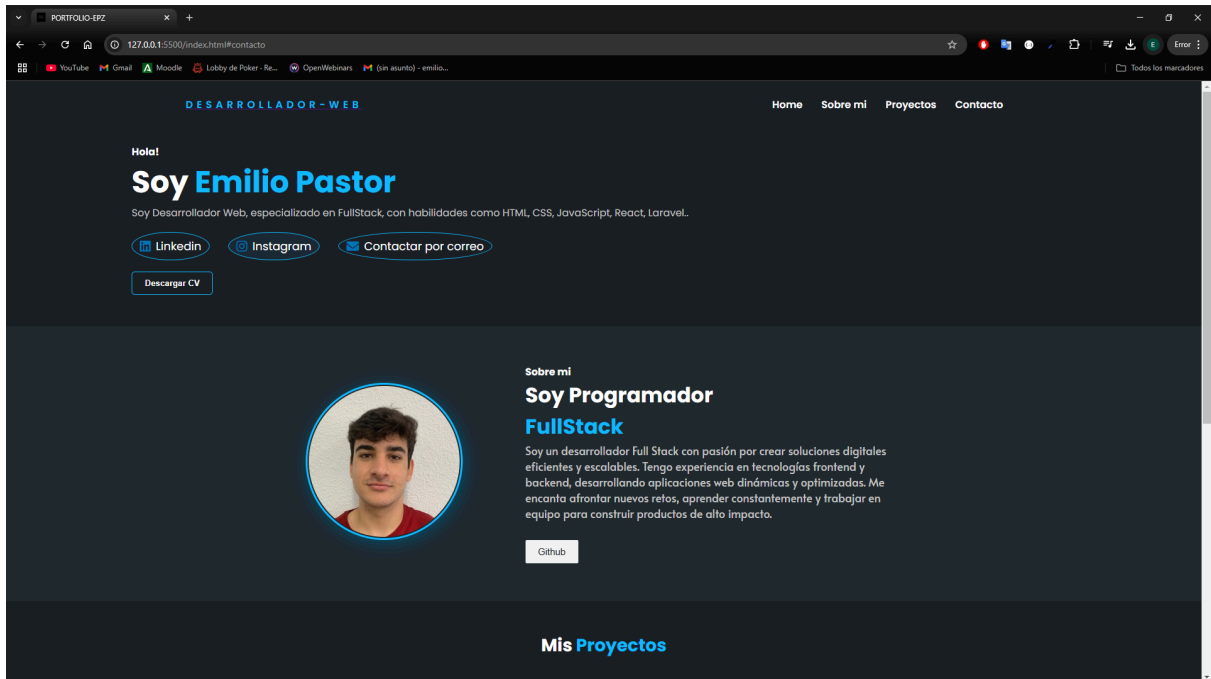 PORTFOLIO-EPZ
127.0.0.1:5500/index.html#contacto
E
Error
YouTube Gmail Moodle Lobby de Poker - Re... OpenWebinars (sin asunto) – emilio...
Todos los marcadores
DESARROLLADOR~WEB
Home Sobre mi Proyectos Contacto
Hola!
Soy Emilio Pastor
Soy Desarrollador Web, especializado en FullStack, con habilidades como HTML, CSS, JavaScript, React, Laravel..
Linkedin Instagram Contactar por correo
Descargar CV
Sobre mi
Soy Programador
FullStack
Soy un desarrollador Full Stack con pasión por crear soluciones digitales
eficientes y escalables. Tengo experiencia en tecnologías frontend y
backend, desarrollando aplicaciones web dinámicas y optimizadas. Me
encanta afrontar nuevos retos, aprender constantemente y trabajar en
equipo para construir productos de alto impacto.
Github
Mis Proyectos